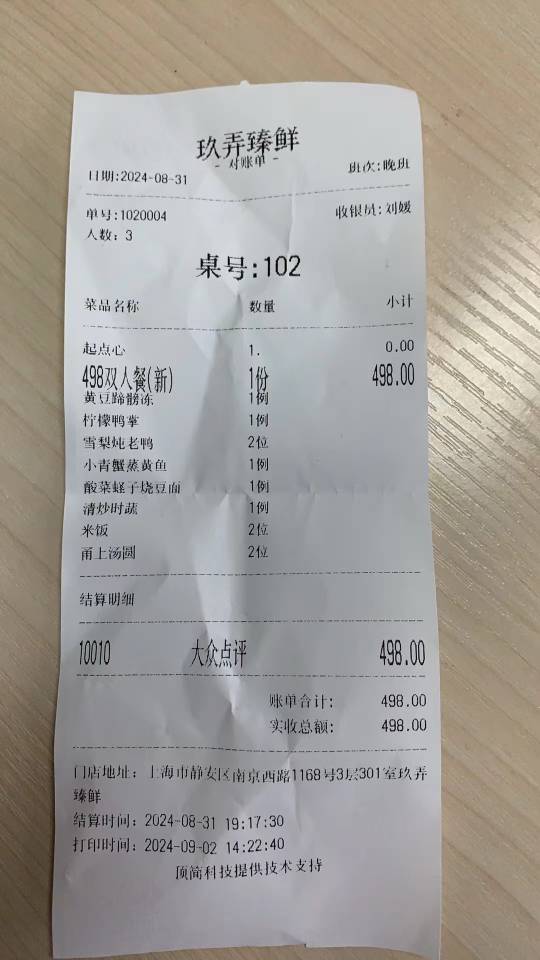 玖弄臻鲜
- 对账单 -
日期:2024-08-31 班次:晚班
单号:1020004 收银员:刘媛
人数: 3
桌号:102
菜品名称 数量 小计
起点心 1. 0.00
498双人餐(新) 1份 498.00
黄豆蹄髈冻 1例
柠檬鸭掌 1例
雪梨炖老鸭 2位
小青蟹蒸黄鱼 1例
酸菜蛏子烧豆面 1例
清炒时蔬 1例
米饭 2位
甬上汤圆 2位
结算明细
10010 大众点评 498.00
账单合计: 498.00
实收总额: 498.00
门店地址: 上海市静安区南京西路1168号3层301室玖弄
臻鲜
结算时间: 2024-08-31 19:17:30
打印时间: 2024-09-02 14:22:40
顶简科技提供技术支持